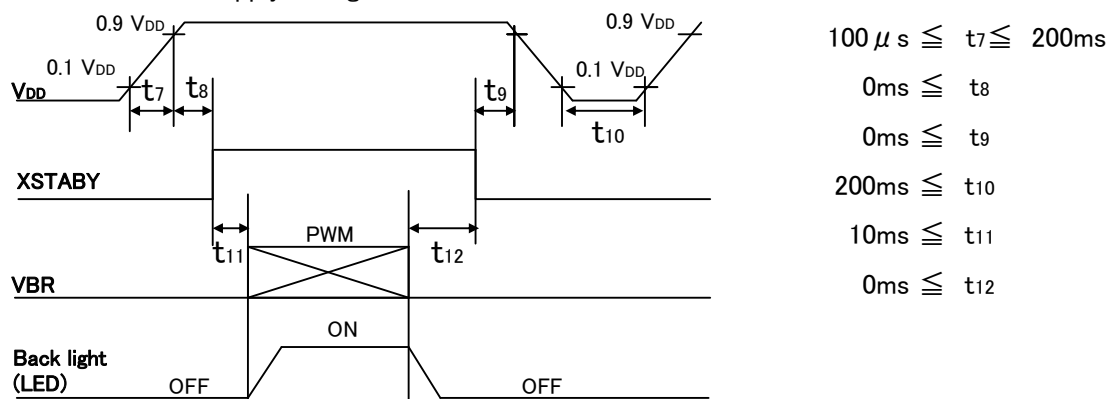 0.9 VDD
0.9 VDD
100μs ≦ t7≦ 200ms
0.1 VDD
0.1 VDD
0ms ≦ t8
VDD
t7
t8
t9
t10
0ms ≦ t9
XSTABY
200ms ≦ t10
t11
PWM
t12
10ms ≦ t11
VBR
0ms ≦ t12
ON
Back light
(LED)
OFF
OFF